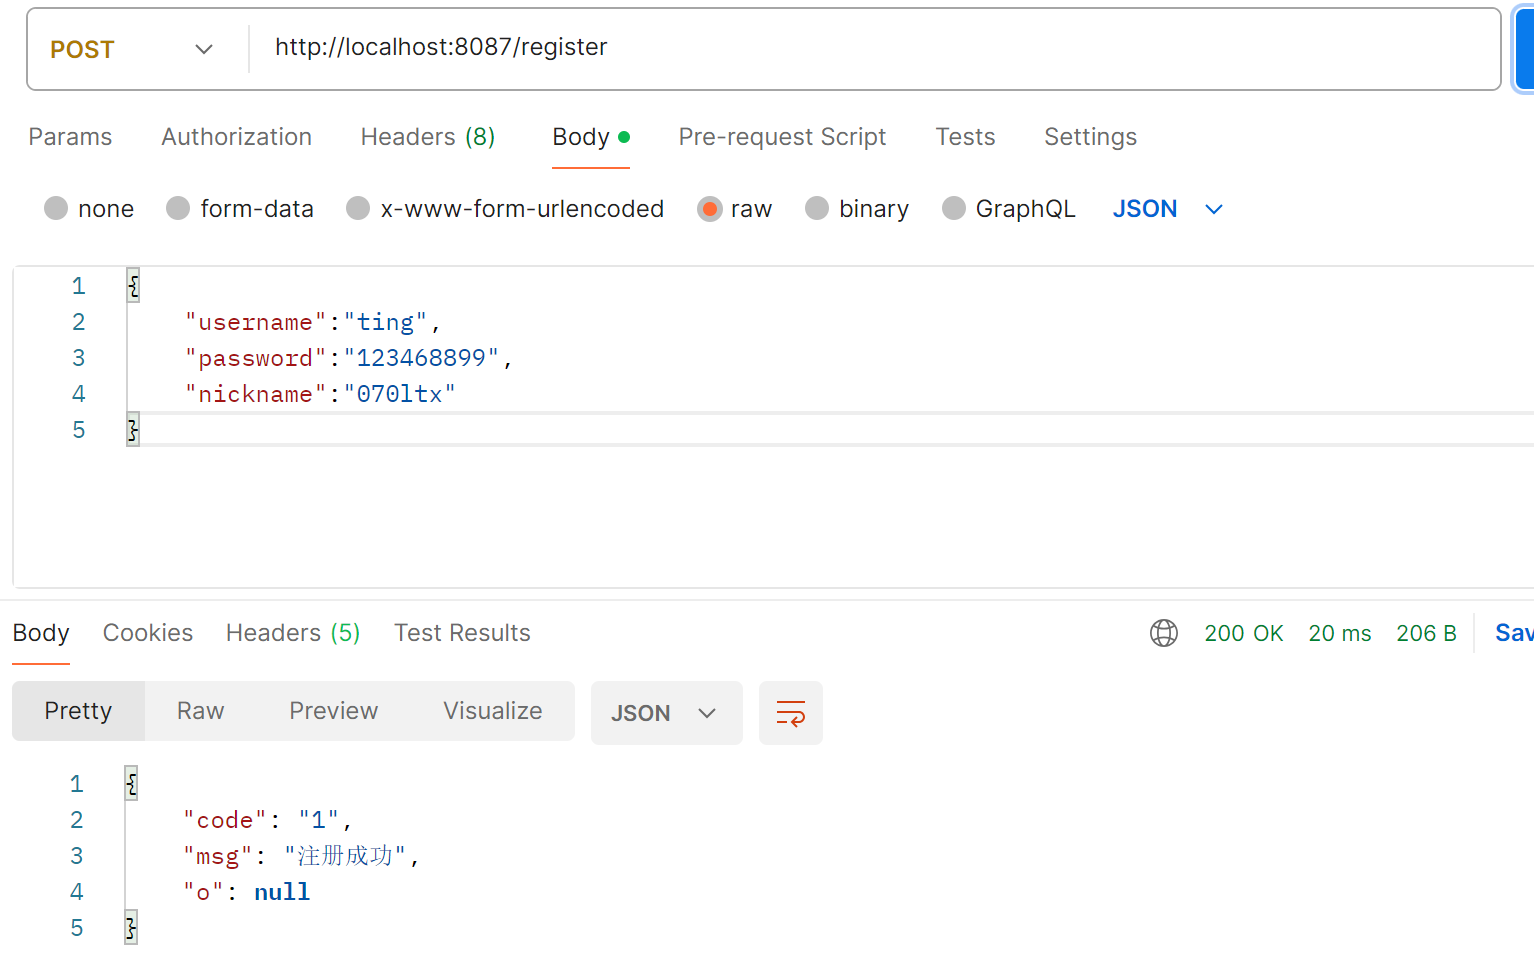 POST http://localhost:8087/register
Params Authorization Headers (8) Body Pre-request Script Tests Settings
none form-data x-www-form-urlencoded raw binary GraphQL JSON
1 {
2 "username":"ting",
3 "password":"123468899",
4 "nickname":"070ltx"
5 }
Body Cookies Headers (5) Test Results 200 OK 20 ms 206 B Sav
Pretty Raw Preview Visualize JSON
1 {
2 "code": "1",
3 "msg": "注册成功",
4 "o": null
5 }